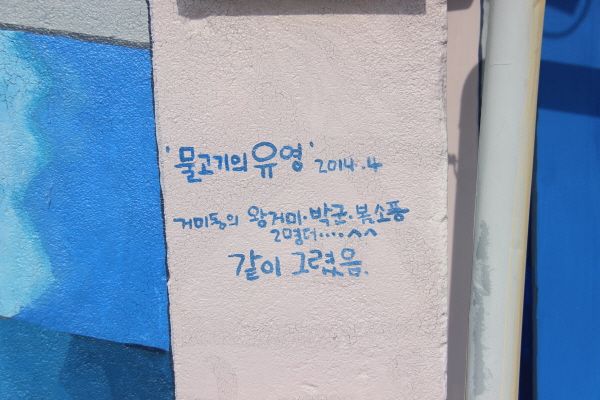 '물고기의 유영' 2014.4
거미동의 왕거미·박군·봄소풍
2명더....^^
같이 그렸음.